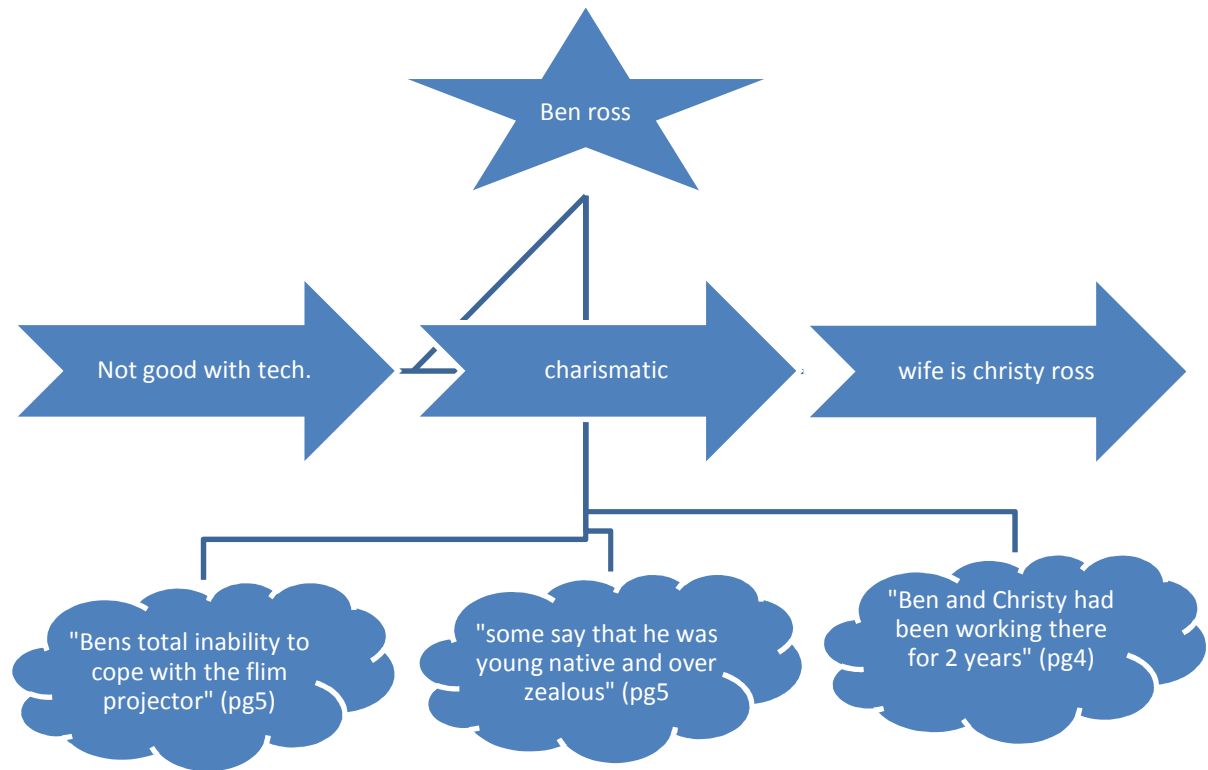 Ben ross
Not good with tech.
charismatic
wife is christy ross
"Bens total inability to
cope with the flim
projector" (pg5)
"some say that he was
young native and over
zealous" (pg5
"Ben and Christy had
been working there
for 2 years" (pg4)